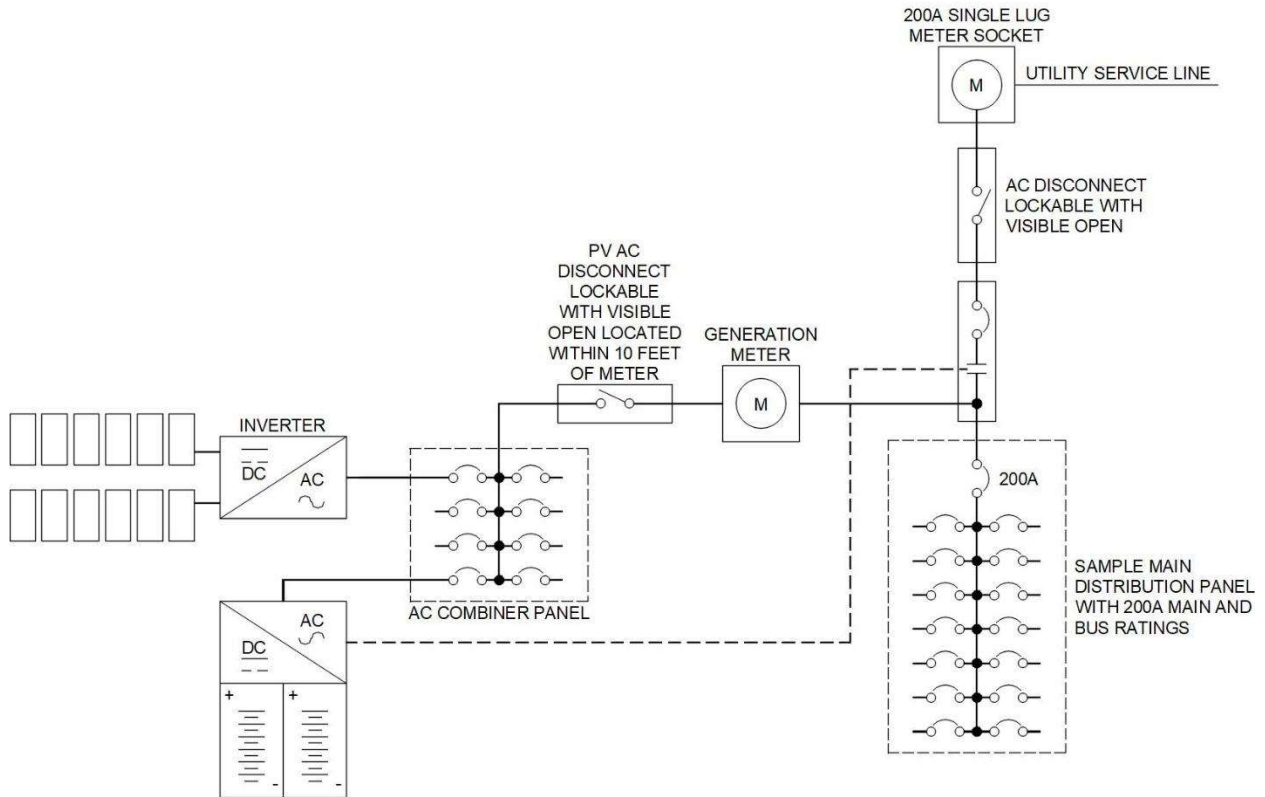 200A SINGLE LUG
METER SOCKET
M
UTILITY SERVICE LINE
AC DISCONNECT
LOCKABLE WITH
VISIBLE OPEN
PV AC
DISCONNECT
LOCKABLE
WITH VISIBLE
OPEN LOCATED
WITHIN 10 FEET
OF METER
GENERATION
METER
M
INVERTER
DC
AC
AC COMBINER PANEL
200A
SAMPLE MAIN
DISTRIBUTION PANEL
WITH 200A MAIN AND
BUS RATINGS
AC
DC
+ +
- -